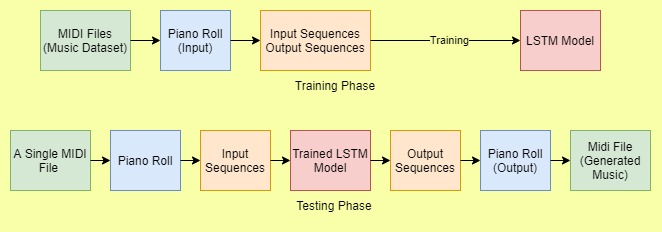 MIDI Files
(Music Dataset)
Piano Roll
(Input)
Input Sequences
Output Sequences
Training
LSTM Model
Training Phase
A Single MIDI
File
Piano Roll
Input
Sequences
Trained LSTM
Model
Output
Sequences
Piano Roll
(Output)
Midi File
(Generated
Music)
Testing Phase